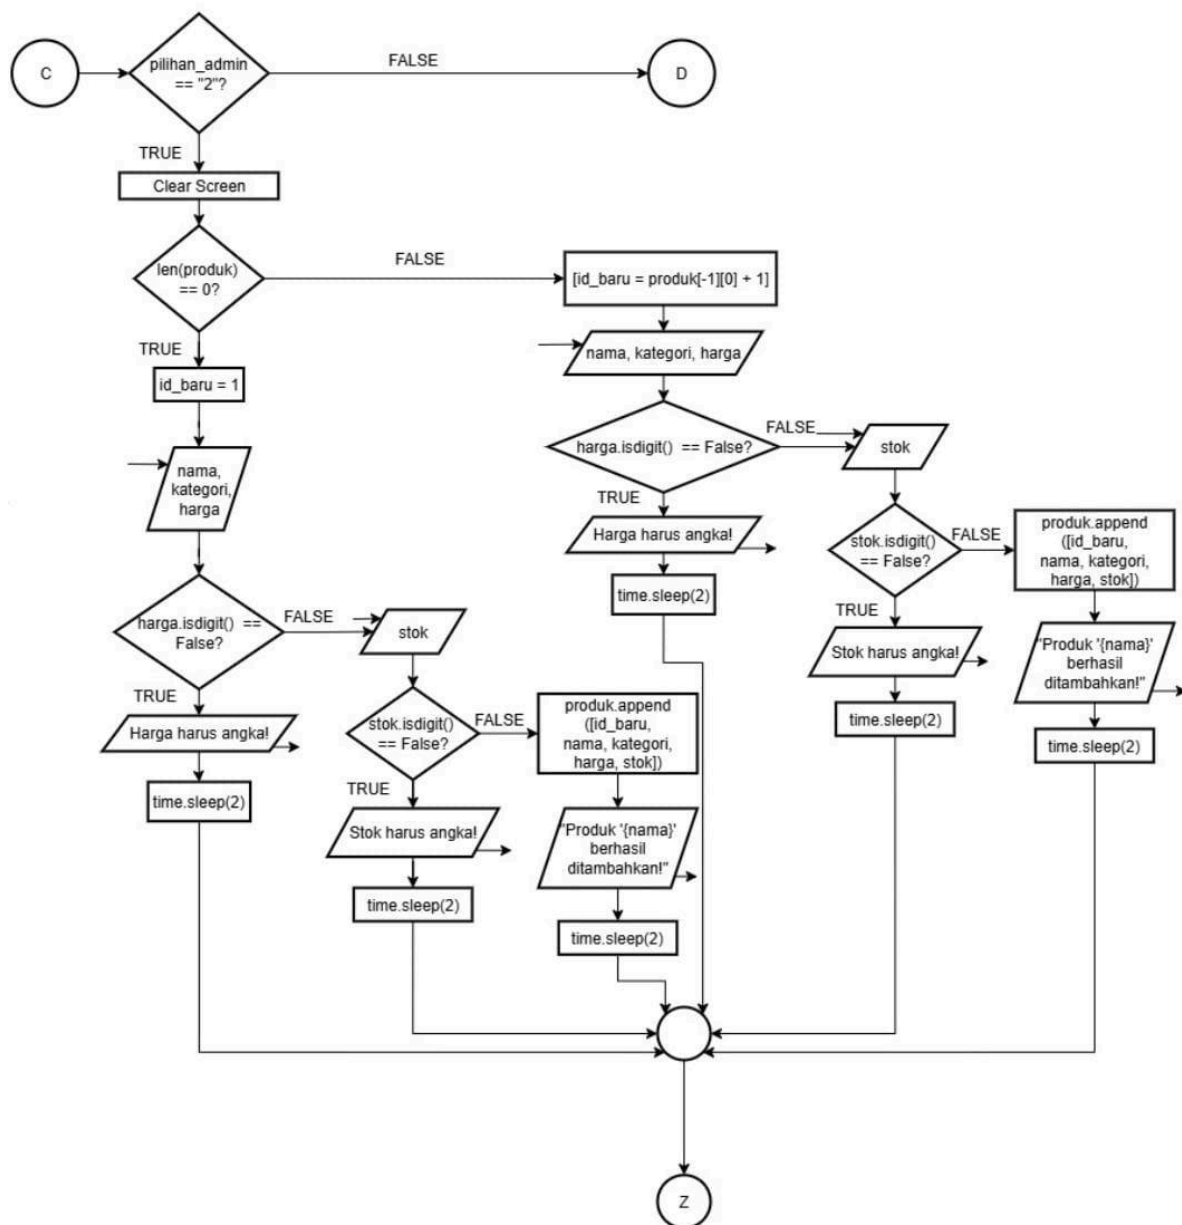 C
pilihan_admin
== "2"?
FALSE
D
TRUE
Clear Screen
len(produk)
== 0?
FALSE
[id_baru = produk[-1][0] + 1]
TRUE
id_baru = 1
nama, kategori, harga
nama,
kategori,
harga
harga.isdigit() == False?
FALSE
stok
TRUE
Harga harus angka!
time.sleep(2)
stok.isdigit()
== False?
FALSE
produk.append
([id_baru,
nama, kategori,
harga, stok])
TRUE
Stok harus angka!
time.sleep(2)
"Produk '{nama}'
berhasil
ditambahkan!"
time.sleep(2)
harga.isdigit() ==
False?
FALSE
stok
TRUE
Harga harus angka!
time.sleep(2)
stok.isdigit()
== False?
FALSE
produk.append
([id_baru,
nama, kategori,
harga, stok])
TRUE
Stok harus angka!
time.sleep(2)
"Produk '{nama}'
berhasil
ditambahkan!"
time.sleep(2)
Z